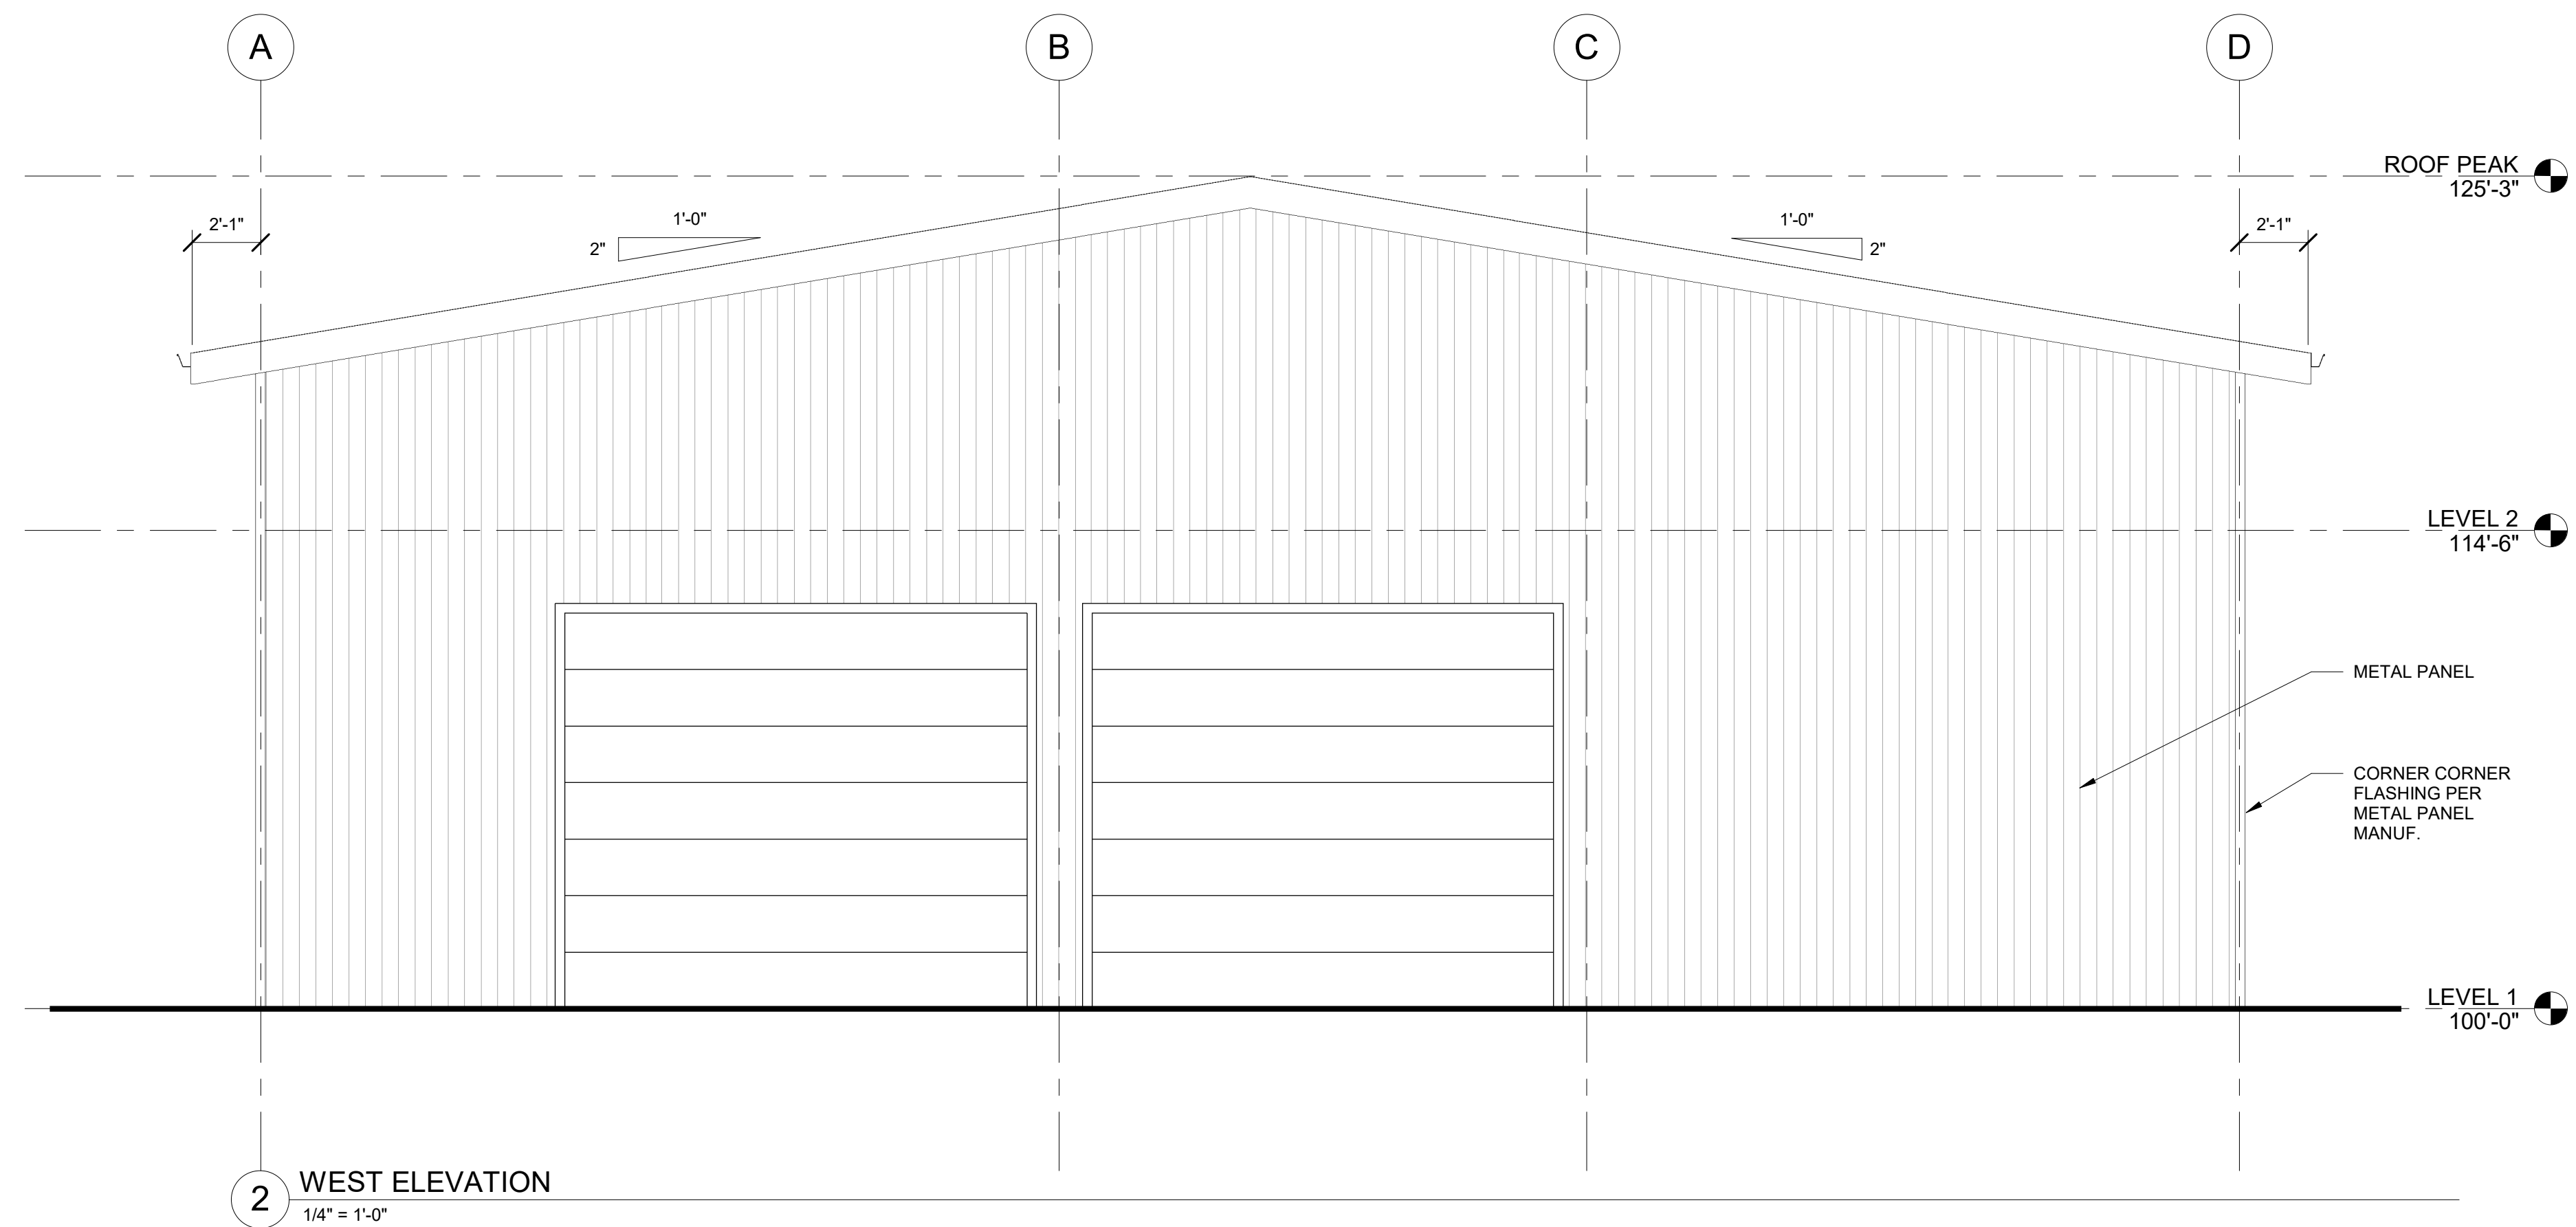 A
B
C
D
ROOF PEAK
125'-3"
2'-1"
1'-0"
2"
1'-0"
2"
2'-1"
LEVEL 2
114'-6"
METAL PANEL
CORNER CORNER
FLASHING PER
METAL PANEL
MANUF.
LEVEL 1
100'-0"
2
WEST ELEVATION
1/4" = 1'-0"